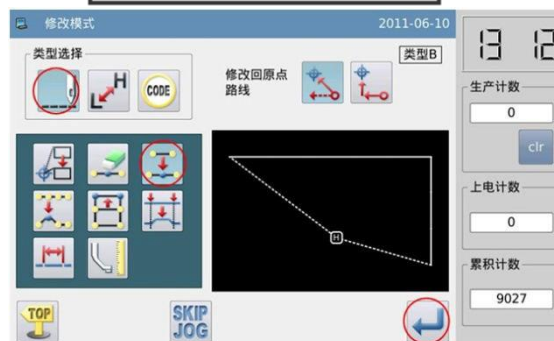 修改模式
2011-06-10
13 12
类型选择
L H
CODE
修改回原点
路线
类型B
生产计数
0
clr
上电计数
0
H
累积计数
9027
TOP
SKIP
JOG